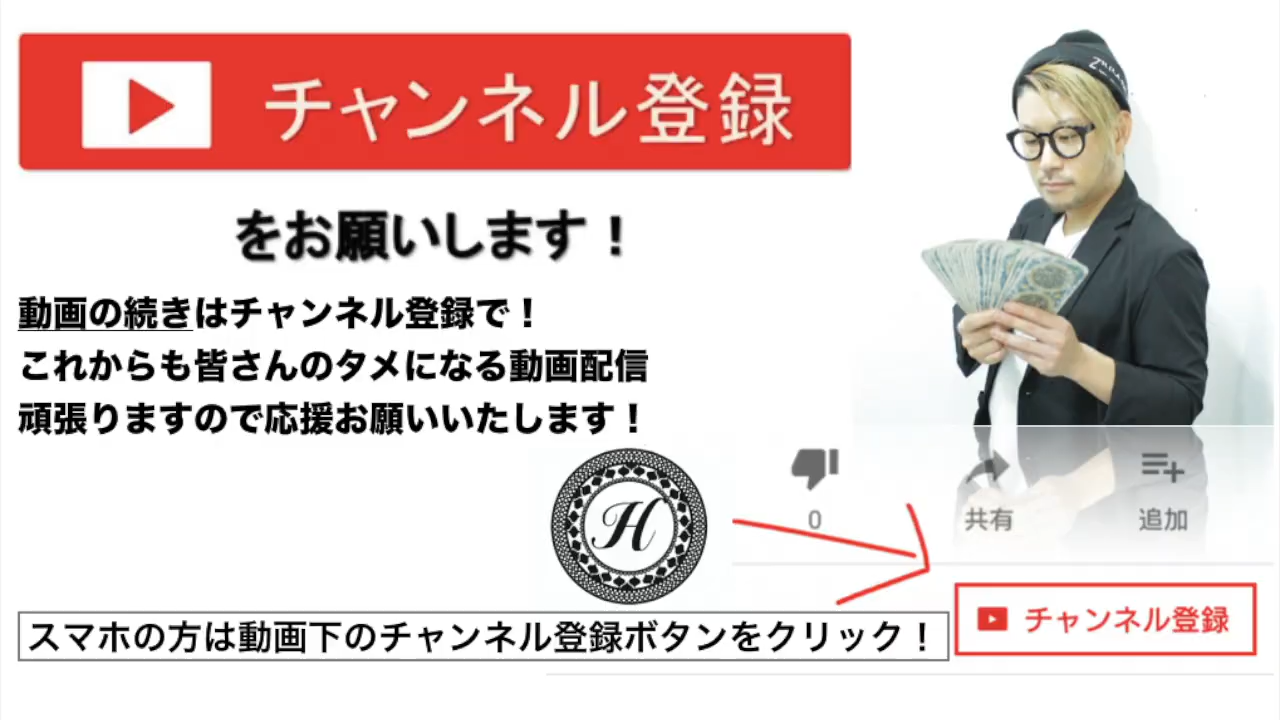 チャンネル登録
をお願いします！
動画の続きはチャンネル登録で！
これからも皆さんのタメになる動画配信
頑張りますので応援お願いいたします！
H
0
共有
追加
スマホの方は動画下のチャンネル登録ボタンをクリック！
チャンネル登録